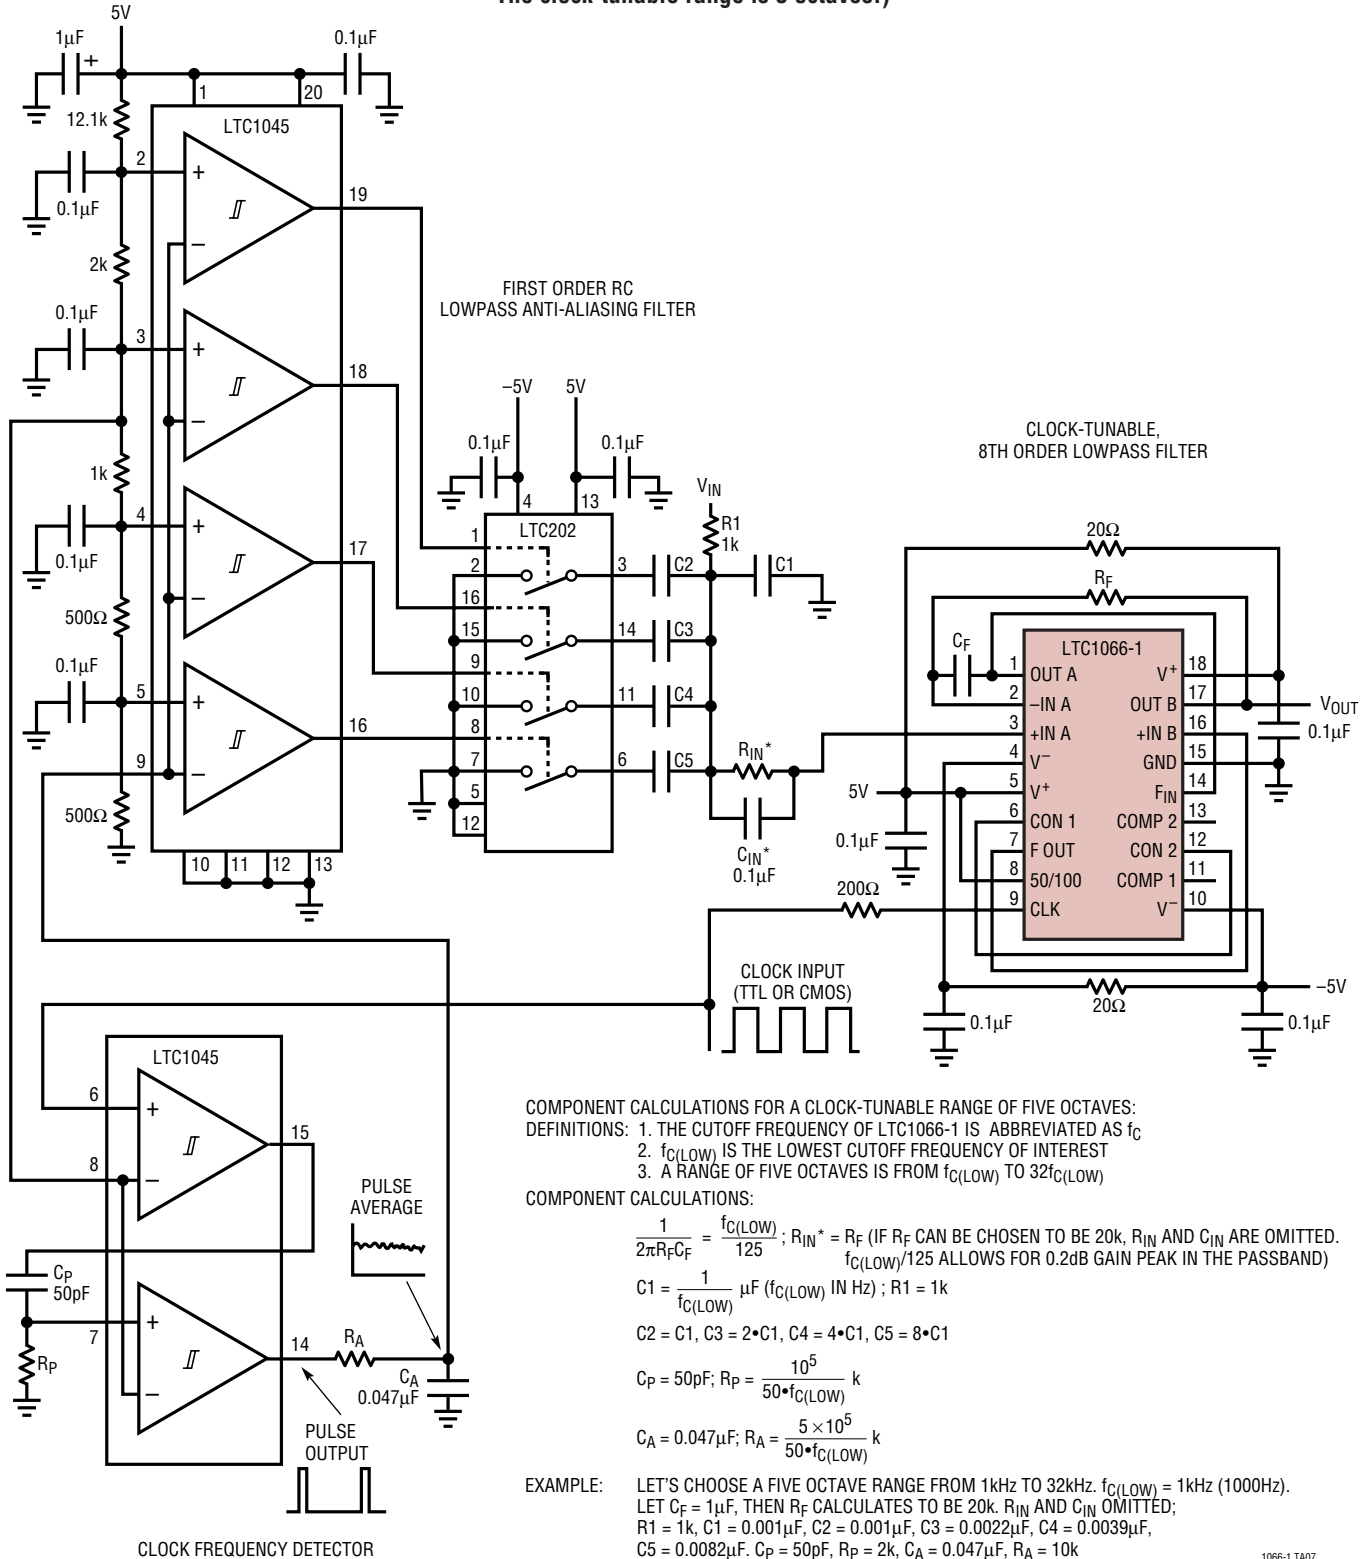 The clock-tunable range is 5 octaves.)
5V
1µF
+
0.1µF
1
20
12.1k
LTC1045
2
+
19
0.1µF
−
2k
FIRST ORDER RC
LOWPASS ANTI-ALIASING FILTER
0.1µF
3
+
18
−5V
5V
−
0.1µF
0.1µF
CLOCK-TUNABLE,
8TH ORDER LOWPASS FILTER
1k
VIN
4
13
4
+
LTC202
R1
1k
20Ω
0.1µF
17
1
2
3
C2
C1
RF
−
16
500Ω
15
14
C3
CF
LTC1066-1
0.1µF
9
1
OUT A
V+
18
5
+
10
11
C4
2
−IN A
OUT B
17
VOUT
16
8
3
+IN A
+IN B
16
0.1µF
9
−
7
6
C5
RIN*
4
V−
GND
15
500Ω
5
5V
5
V+
FIN
14
12
6
CON 1
COMP 2
13
CIN*
0.1µF
0.1µF
7
F OUT
CON 2
12
10
11
12
13
8
50/100
COMP 1
11
200Ω
9
CLK
V−
10
CLOCK INPUT
(TTL OR CMOS)
−5V
20Ω
0.1µF
0.1µF
LTC1045
6
+
15
8
−
PULSE
AVERAGE
CP
50pF
7
+
14
RA
RP
CA
0.047µF
−
PULSE
OUTPUT
CLOCK FREQUENCY DETECTOR
COMPONENT CALCULATIONS FOR A CLOCK-TUNABLE RANGE OF FIVE OCTAVES:
DEFINITIONS: 1. THE CUTOFF FREQUENCY OF LTC1066-1 IS ABBREVIATED AS fC
2. fC(LOW) IS THE LOWEST CUTOFF FREQUENCY OF INTEREST
3. A RANGE OF FIVE OCTAVES IS FROM fC(LOW) TO 32fC(LOW)
COMPONENT CALCULATIONS:
1/2πRFCF = fC(LOW)/125 ; RIN* = RF (IF RF CAN BE CHOSEN TO BE 20k, RIN AND CIN ARE OMITTED.
fC(LOW)/125 ALLOWS FOR 0.2dB GAIN PEAK IN THE PASSBAND)
C1 = 1/fC(LOW) µF (fC(LOW) IN Hz) ; R1 = 1k
C2 = C1, C3 = 2•C1, C4 = 4•C1, C5 = 8•C1
CP = 50pF; RP = 10^5/50•fC(LOW) k
CA = 0.047µF; RA = 5 × 10^5/50•fC(LOW) k
EXAMPLE: LET'S CHOOSE A FIVE OCTAVE RANGE FROM 1kHz TO 32kHz. fC(LOW) = 1kHz (1000Hz).
LET CF = 1µF, THEN RF CALCULATES TO BE 20k. RIN AND CIN OMITTED;
R1 = 1k, C1 = 0.001µF, C2 = 0.001µF, C3 = 0.0022µF, C4 = 0.0039µF,
C5 = 0.0082µF. CP = 50pF, RP = 2k, CA = 0.047µF, RA = 10k
1066-1 TA07